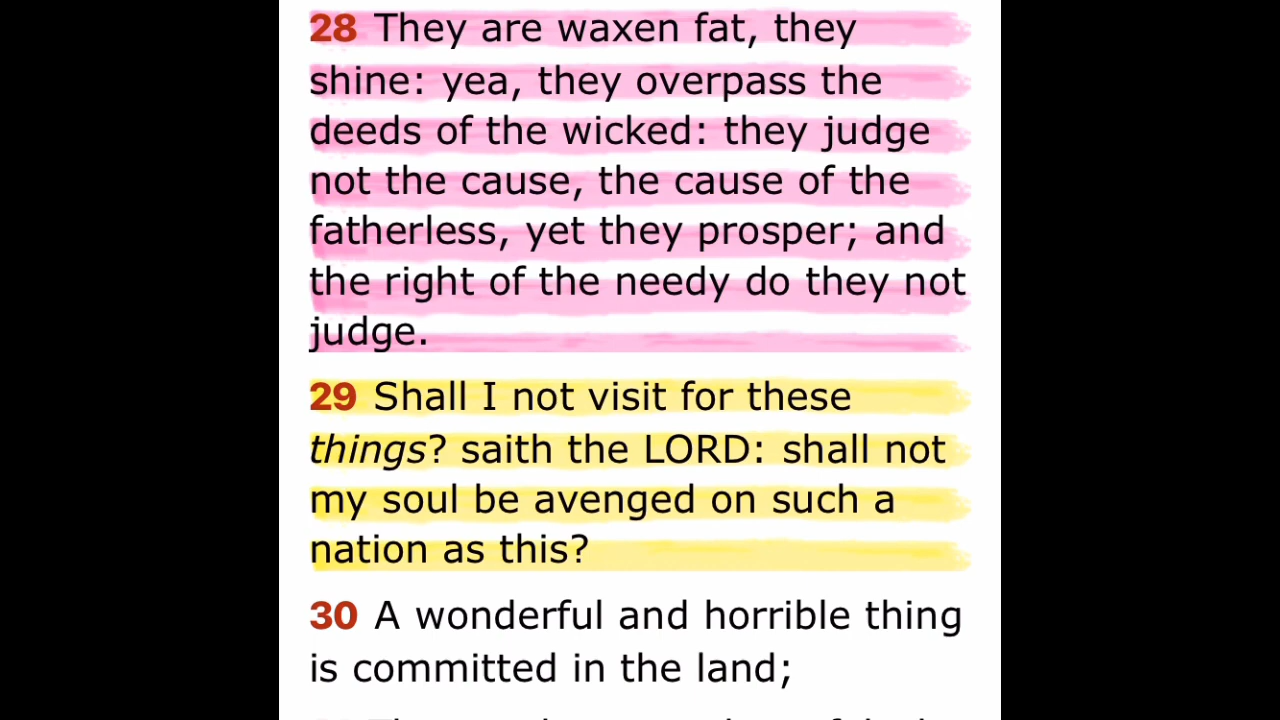 28 They are waxen fat, they
shine: yea, they overpass the
deeds of the wicked: they judge
not the cause, the cause of the
fatherless, yet they prosper; and
the right of the needy do they not
judge.
29 Shall I not visit for these
things? saith the LORD: shall not
my soul be avenged on such a
nation as this?
30 A wonderful and horrible thing
is committed in the land;